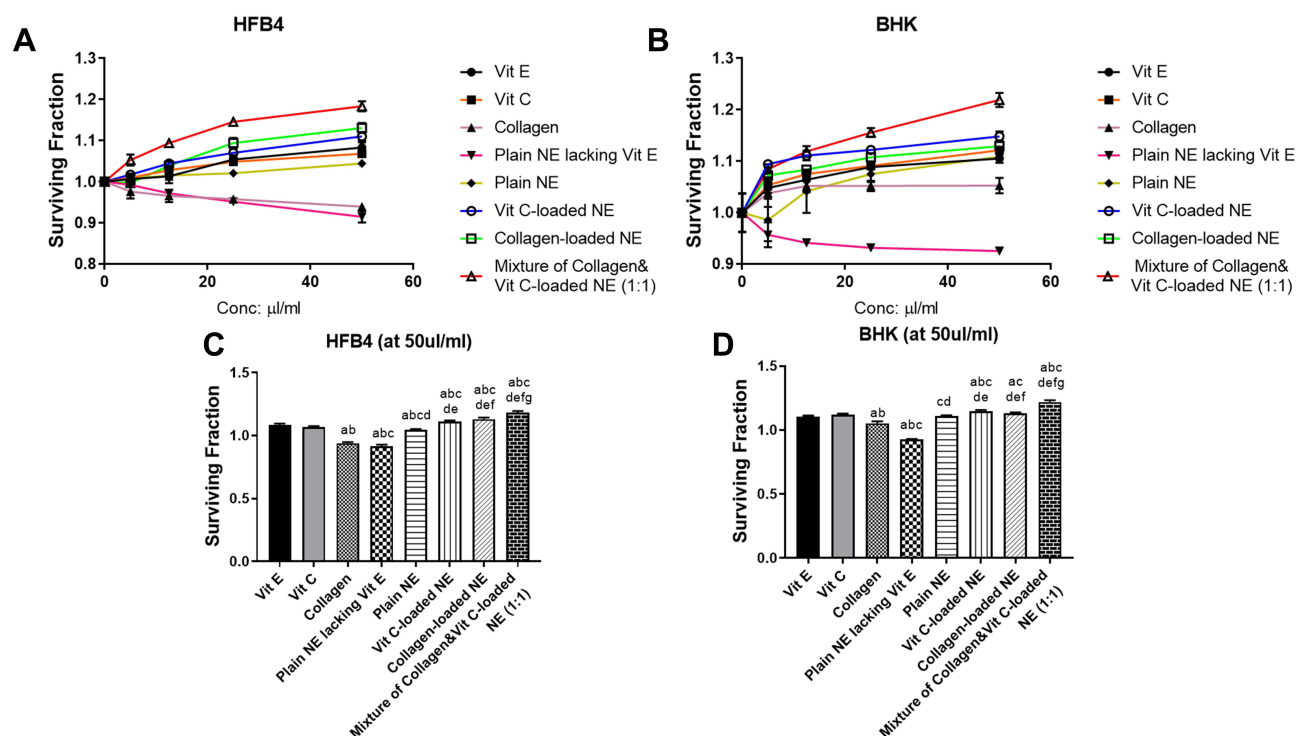 A
HFB4
Surviving Fraction
1.3
1.2
1.1
1.0
0.9
0.8
0
20
40
60
Conc: µl/ml
Vit E
Vit C
Collagen
Plain NE lacking Vit E
Plain NE
Vit C-loaded NE
Collagen-loaded NE
Mixture of Collagen&
Vit C-loaded NE (1:1)
B
BHK
Surviving Fraction
1.3
1.2
1.1
1.0
0.9
0
20
40
60
Conc: µl/ml
Vit E
Vit C
Collagen
Plain NE lacking Vit E
Plain NE
Vit C-loaded NE
Collagen-loaded NE
Mixture of Collagen&
Vit C-loaded NE (1:1)
C
HFB4 (at 50ul/ml)
Surviving Fraction
1.5
1.0
0.5
0.0
ab
abc
abcd
abc
de
abc
def
abc
defg
Vit E
Vit C
Collagen
Plain NE lacking Vit E
Plain NE
Vit C-loaded NE
Collagen-loaded NE
Mixture of Collagen&Vit C-loaded
NE (1:1)
D
BHK (at 50ul/ml)
Surviving Fraction
1.5
1.0
0.5
0.0
ab
abc
cd
abc
de
ac
def
abc
defg
Vit E
Vit C
Collagen
Plain NE lacking Vit E
Plain NE
Vit C-loaded NE
Collagen-loaded NE
Mixture of Collagen&Vit C-loaded
NE (1:1)